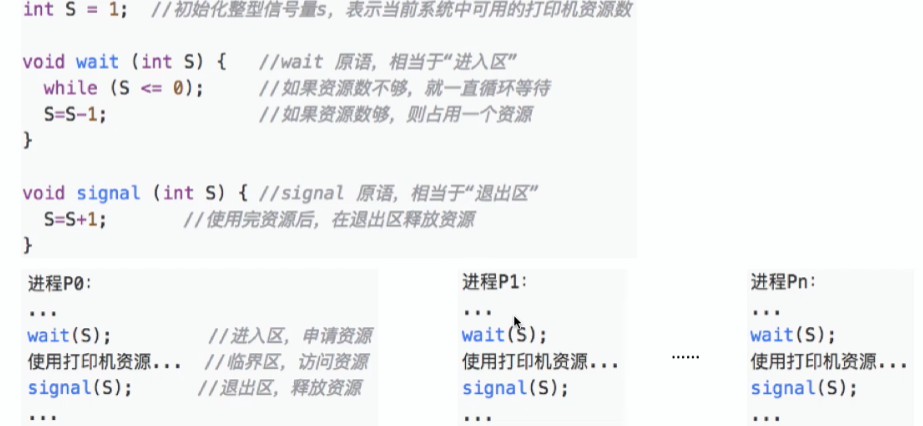 int S = 1; //初始化整型信号量s，表示当前系统中可用的打印机资源数
void wait (int S) { //wait 原语，相当于“进入区”
while (S <= 0); //如果资源数不够，就一直循环等待
S=S-1; //如果资源数够，则占用一个资源
}
void signal (int S) { //signal 原语，相当于“退出区”
S=S+1; //使用完资源后，在退出区释放资源
}
进程P0：
...
wait(S); //进入区，申请资源
使用打印机资源... //临界区，访问资源
signal(S); //退出区，释放资源
...
进程P1：
...
wait(S);
使用打印机资源...
signal(S);
...
......
进程Pn：
...
wait(S);
使用打印机资源...
signal(S);
...